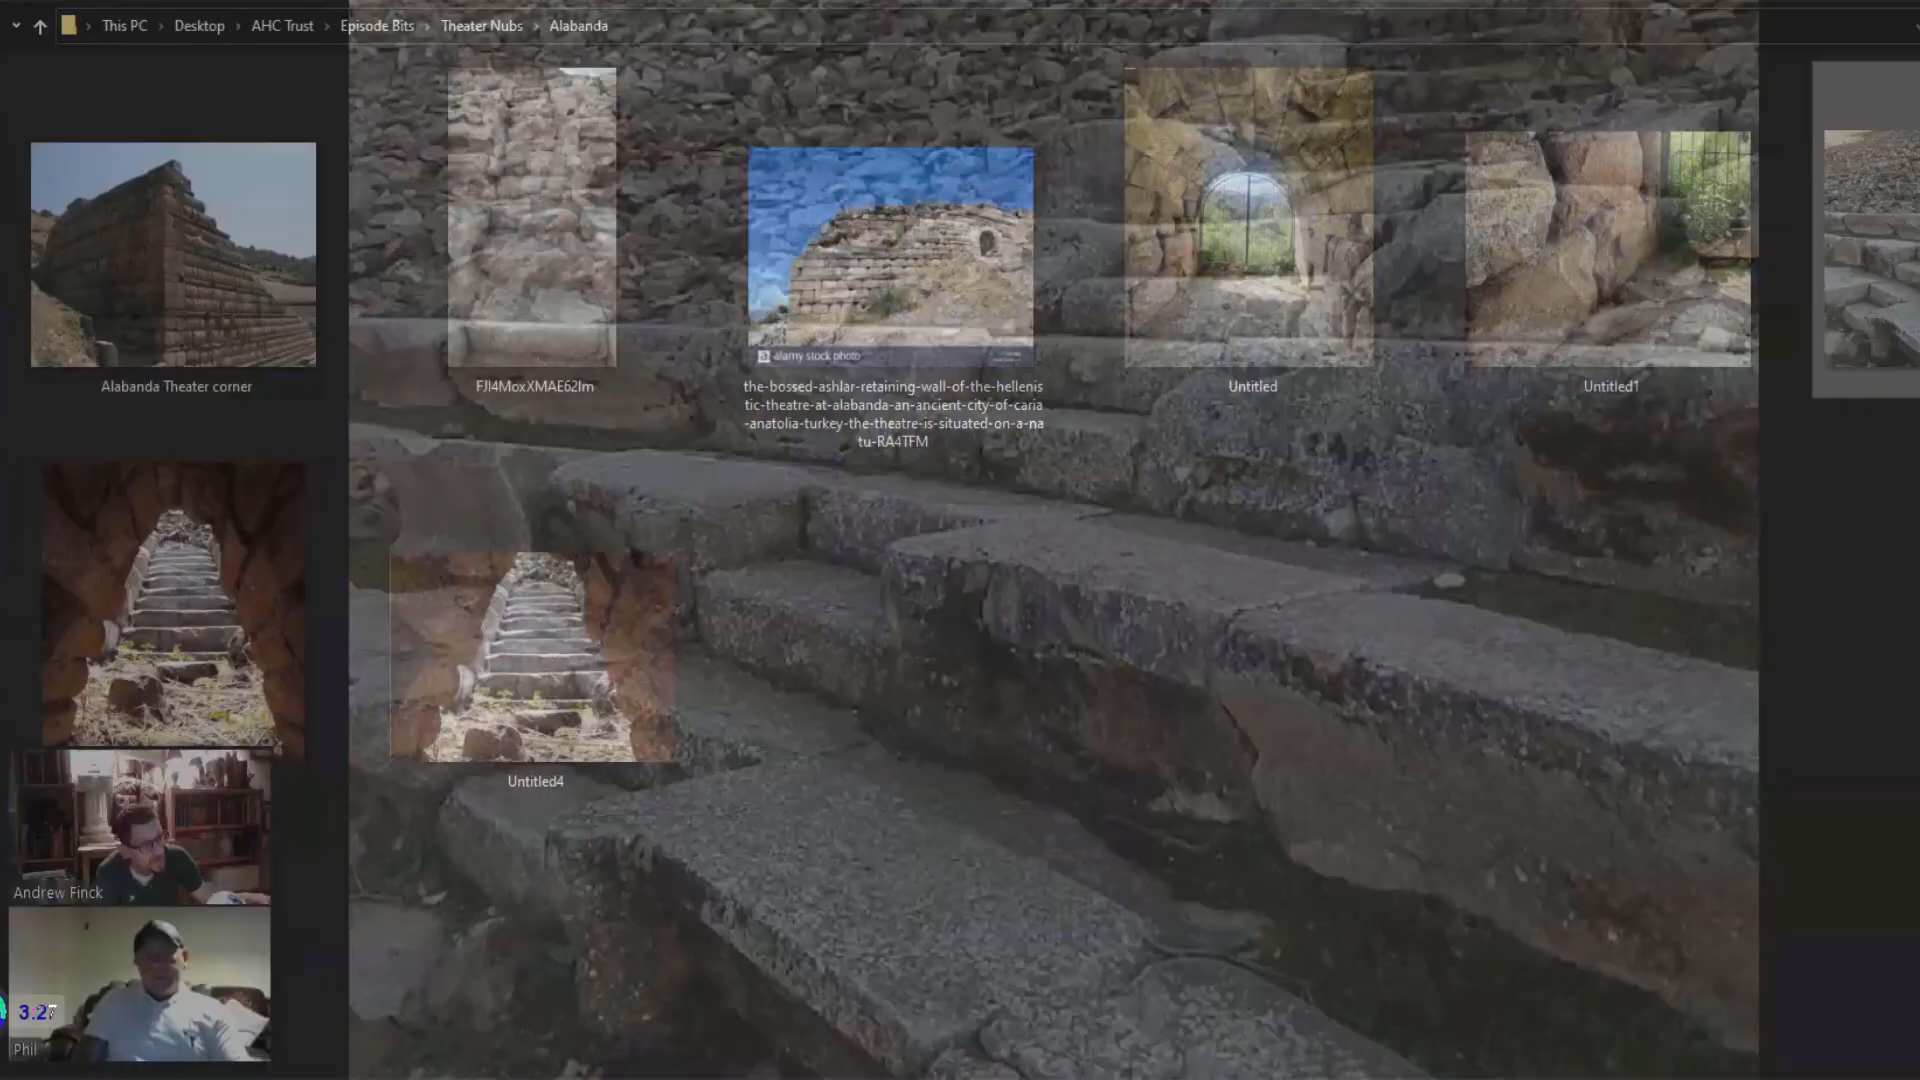 This PC › Desktop › AHC Trust › Episode Bits › Theater Nubs › Alabanda
alamy stock photo
Alabanda Theater corner
FJI4MoxXMAE62Im
the-bossed-ashlar-retaining-wall-of-the-hellenis
tic-theatre-at-alabanda-an-ancient-city-of-caria
-anatolia-turkey-the-theatre-is-situated-on-a-na
tu-RA4TFM
Untitled
Untitled1
Untitled4
Andrew Finck
3.27
Phil